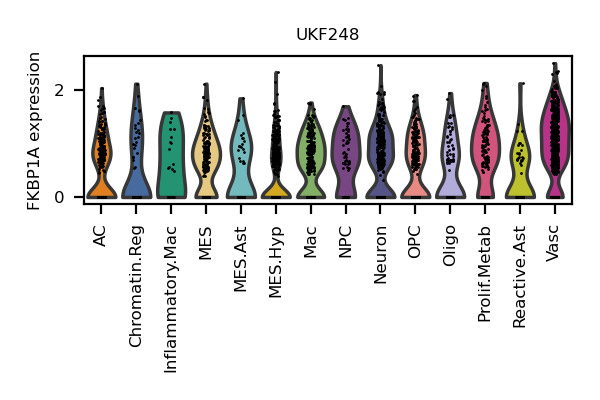 UKF248
FKBP1A expression
2
0
AC
Chromatin.Reg
Inflammatory.Mac
MES
MES.Ast
MES.Hyp
Mac
NPC
Neuron
OPC
Oligo
Prolif.Metab
Reactive.Ast
Vasc